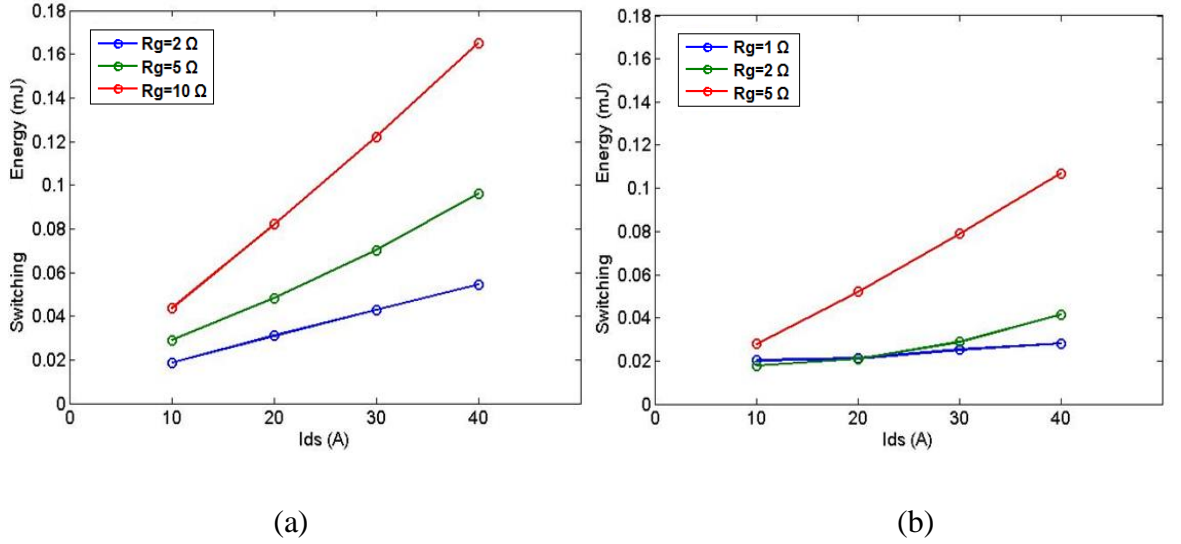 0.18
0.16
0.14
0.12
0.1
0.08
0.06
0.04
0.02
0
Switching Energy (mJ)
Rg=2 Ω
Rg=5 Ω
Rg=10 Ω
0 10 20 30 40
Ids (A)
(a)
0.18
0.16
0.14
0.12
0.1
0.08
0.06
0.04
0.02
0
Switching Energy (mJ)
Rg=1 Ω
Rg=2 Ω
Rg=5 Ω
0 10 20 30 40
Ids (A)
(b)